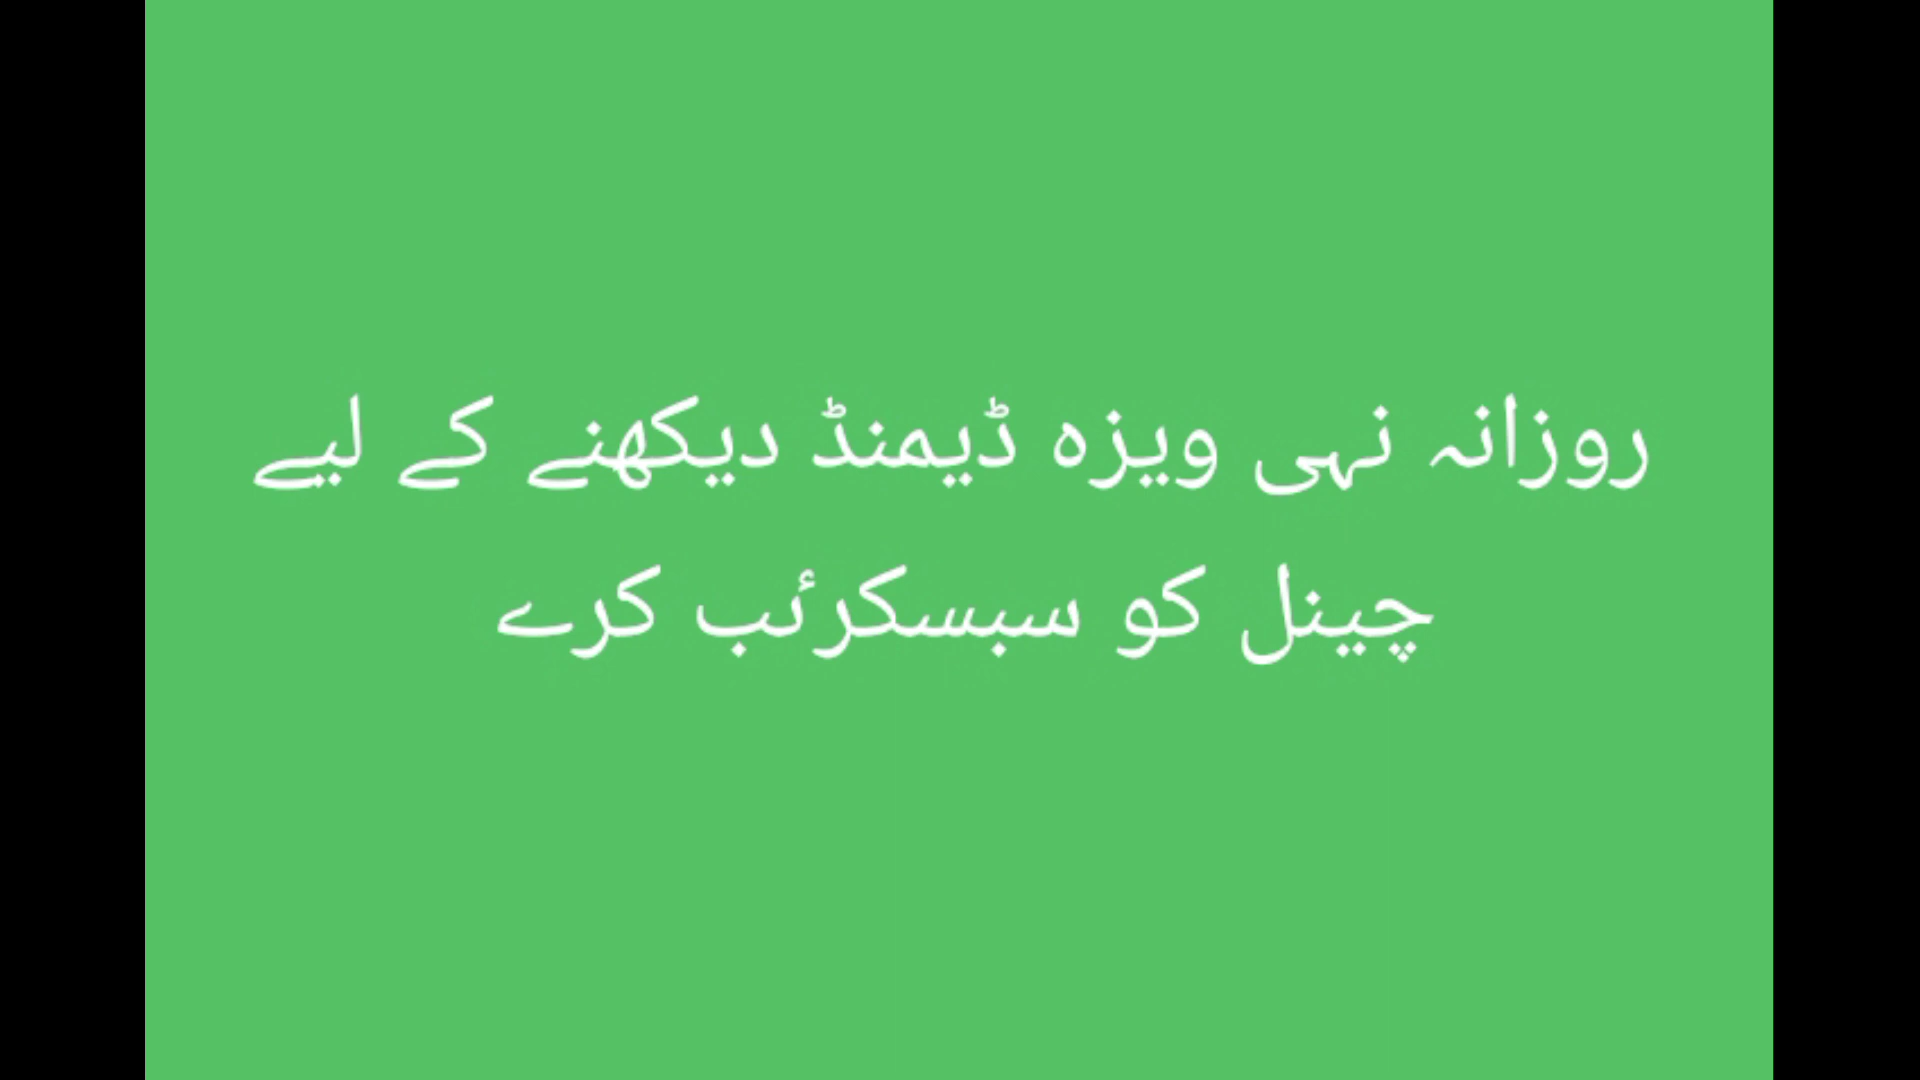 روزانہ نہی ویزہ ڈیمنڈ دیکھنے کے لیے
چینل کو سبسکرئب کرے